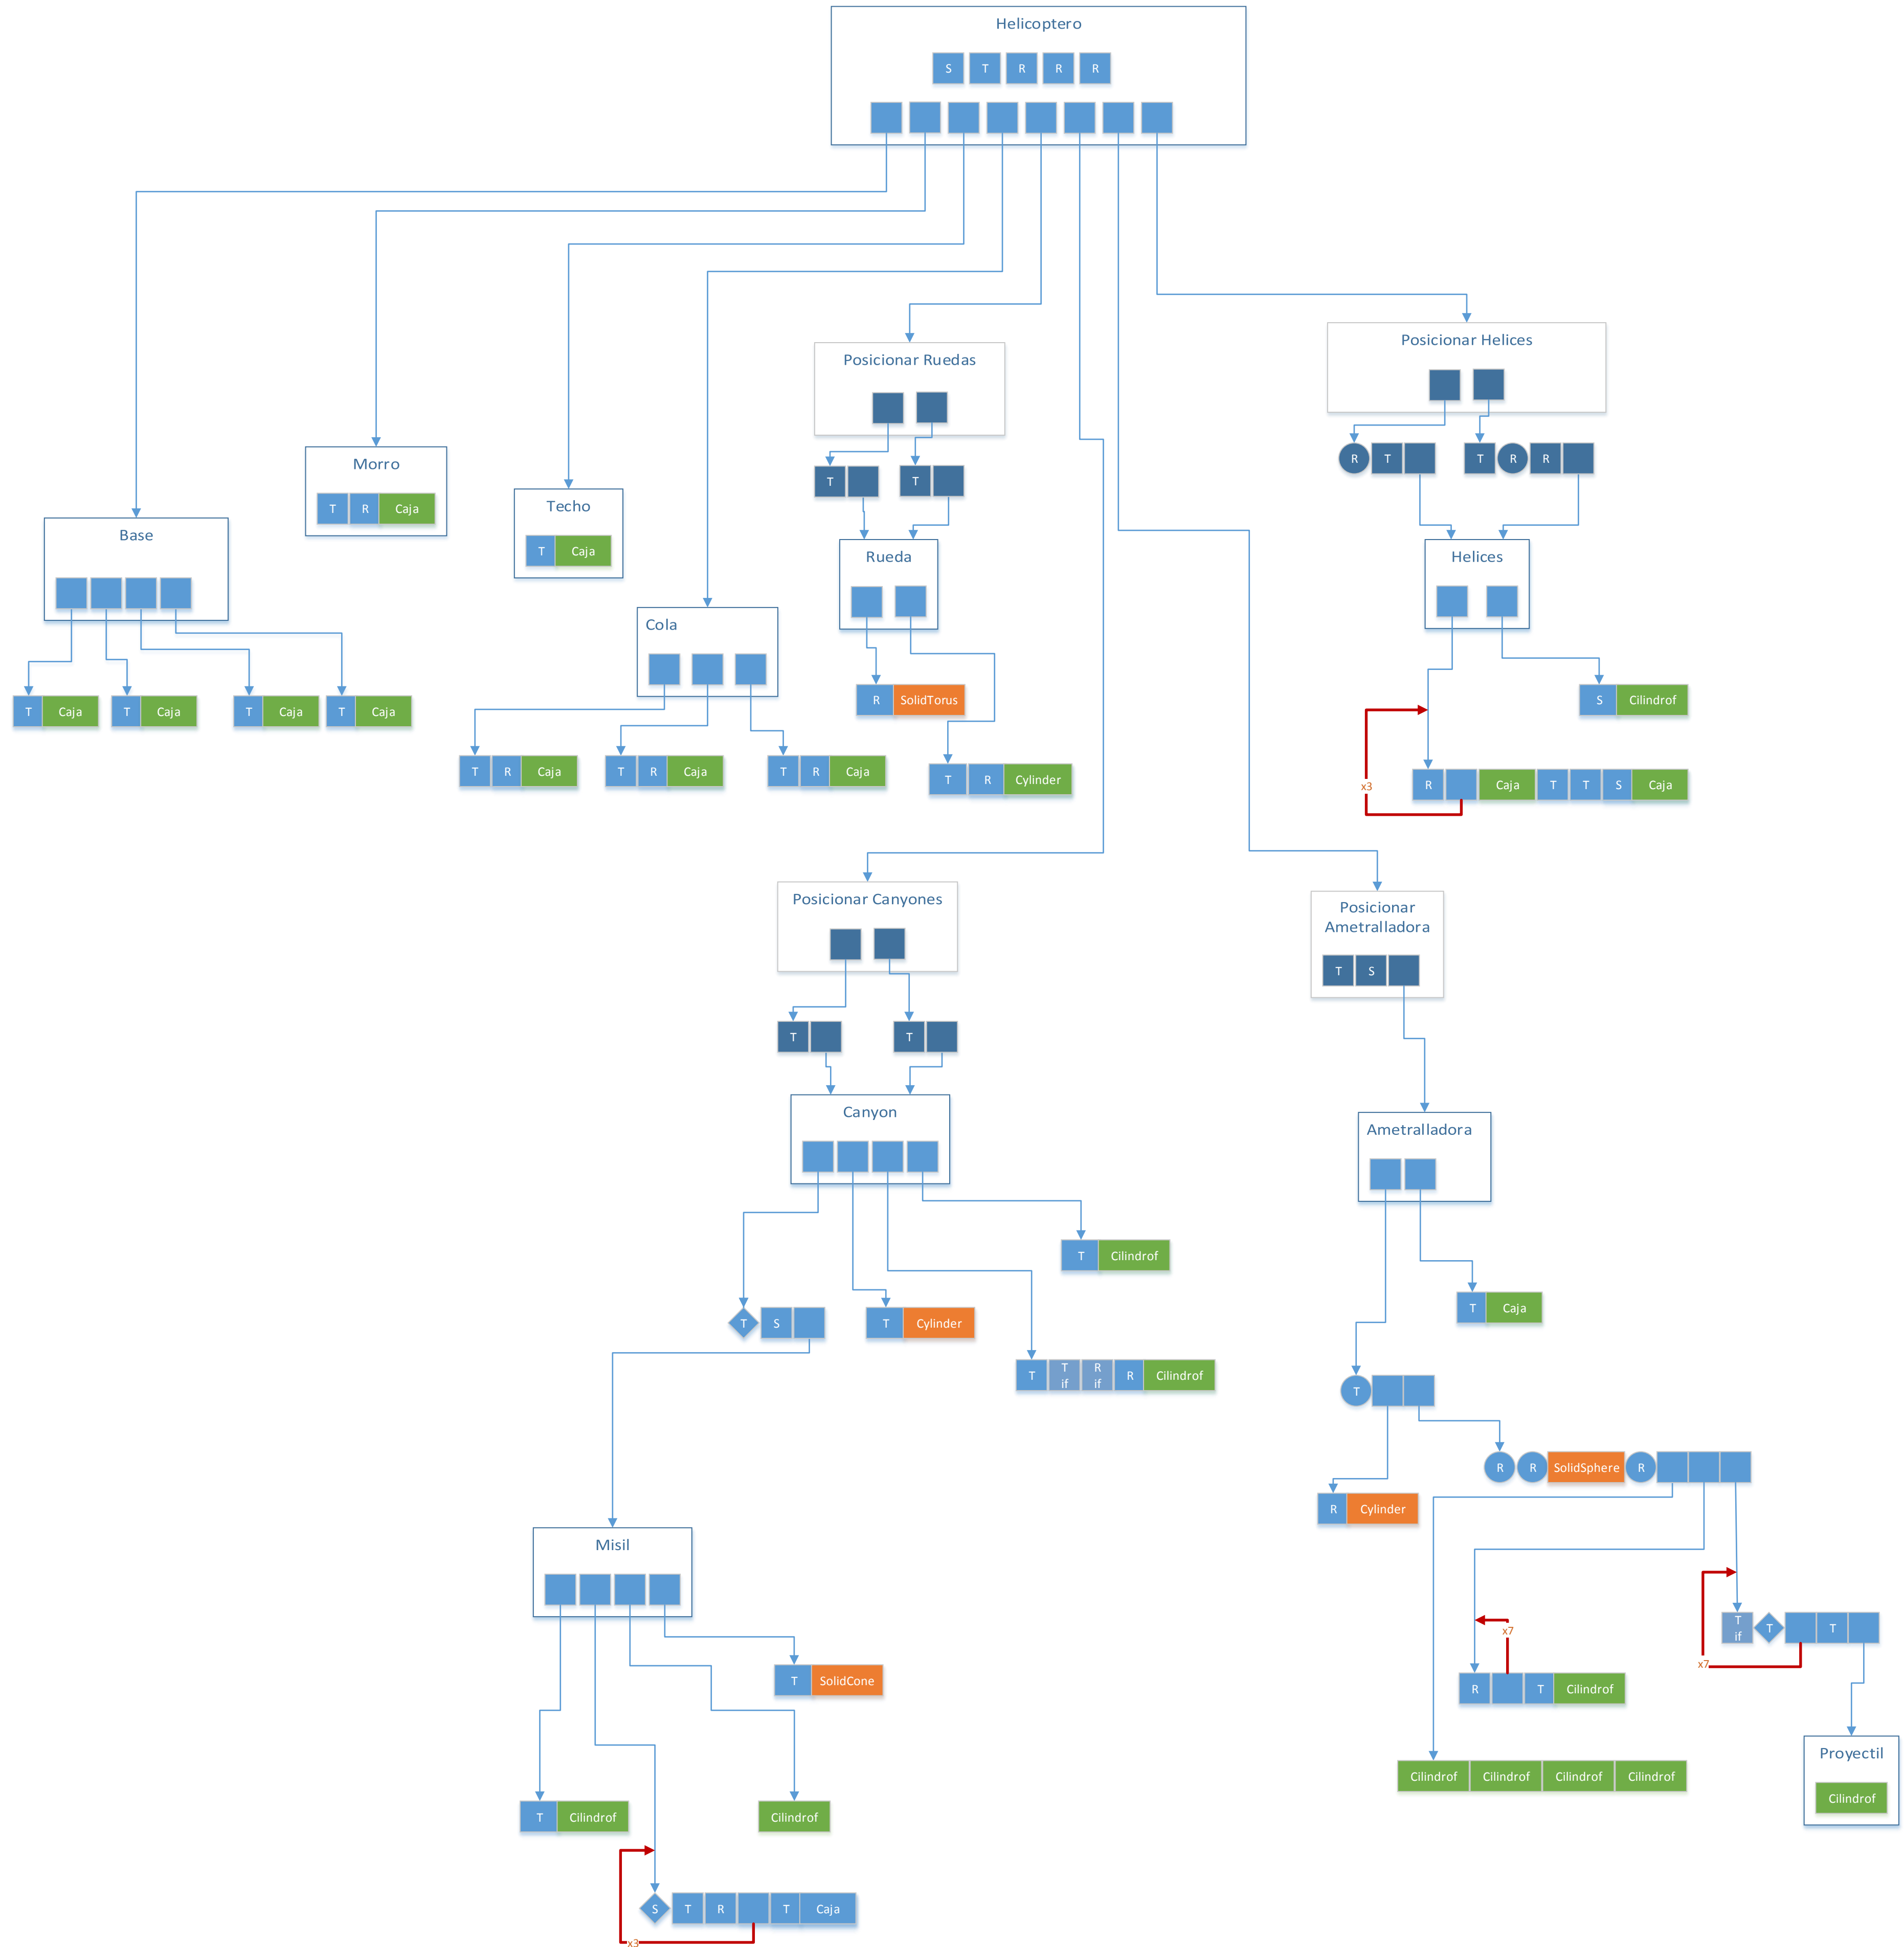 Helicoptero
S T R R R
Posicionar Helices
Posicionar Ruedas
R T T R R
Morro
T R Caja
T T
Techo
T Caja
Base
Rueda
Helices
Cola
T Caja T Caja T Caja T Caja
R SolidTorus
S Cilindrof
T R Caja T R Caja T R Caja
T R Cylinder
x3
R Caja T T S Caja
Posicionar Canyones
Posicionar
Ametralladora
T S
T T
Canyon
Ametralladora
T Cilindrof
T S
T Cylinder
T Caja
T T if R if R Cilindrof
T
R R SolidSphere R
R Cylinder
Misil
T if T T
x7
x7
T SolidCone
R T Cilindrof
Proyectil
Cilindrof Cilindrof Cilindrof Cilindrof
Cilindrof
T Cilindrof
Cilindrof
S T R T Caja
x3